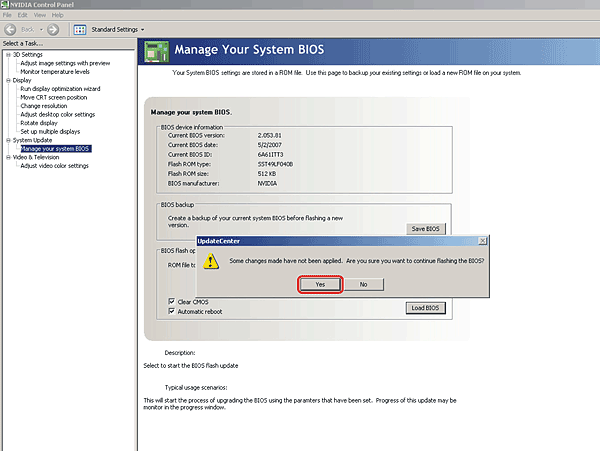 NVIDIA Control Panel
File Edit View Help
Back
Standard Settings
Select a Task...
3D Settings
Adjust image settings with preview
Monitor temperature levels
Display
Run display optimization wizard
Move CRT screen position
Change resolution
Adjust desktop color settings
Rotate display
Set up multiple displays
System Update
Manage your system BIOS
Video & Television
Adjust video color settings
Manage Your System BIOS
Your System BIOS settings are stored in a ROM file. Use this page to backup your existing settings or load a new ROM file on your system.
Manage your system BIOS.
BIOS device information
Current BIOS version: 2.053.81
Current BIOS date: 5/2/2007
Current BIOS ID: 6A61ITT3
Flash ROM type: SST49LF040B
Flash ROM size: 512 KB
BIOS manufacturer: NVIDIA
BIOS backup
Create a backup of your current system BIOS before flashing a new
version.
Save BIOS
BIOS flash op
ROM file to
UpdateCenter
Some changes made have not been applied. Are you sure you want to continue flashing the BIOS?
Yes No
Clear CMOS
Automatic reboot
Load BIOS
Description:
Select to start the BIOS flash update
Typical usage scenarios:
This will start the process of upgrading the BIOS using the paramters that have been set. Progress of this update may be
monitor in the progress window.